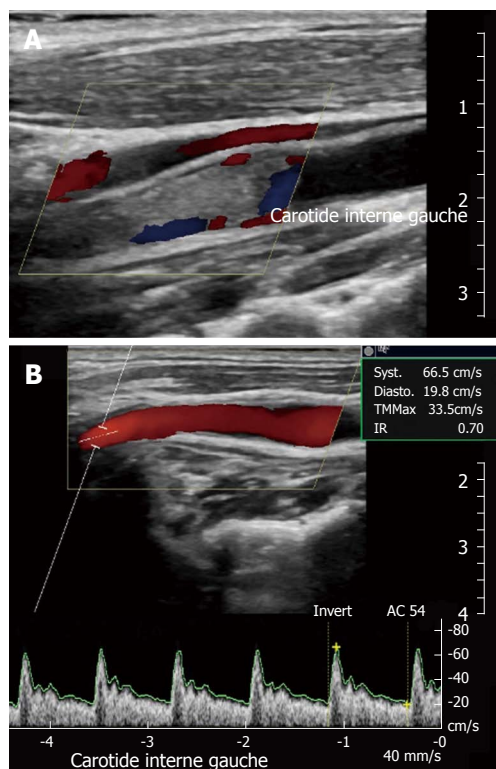 A
1
2
Carotide interne gauche
3
B
Syst. 66.5 cm/s
Diasto. 19.8 cm/s
TMMax 33.5cm/s
IR 0.70
2
3
4
Invert AC 54
-80
-60
-40
-20
cm/s
-4 -3 -2 -1 -0
Carotide interne gauche 40 mm/s